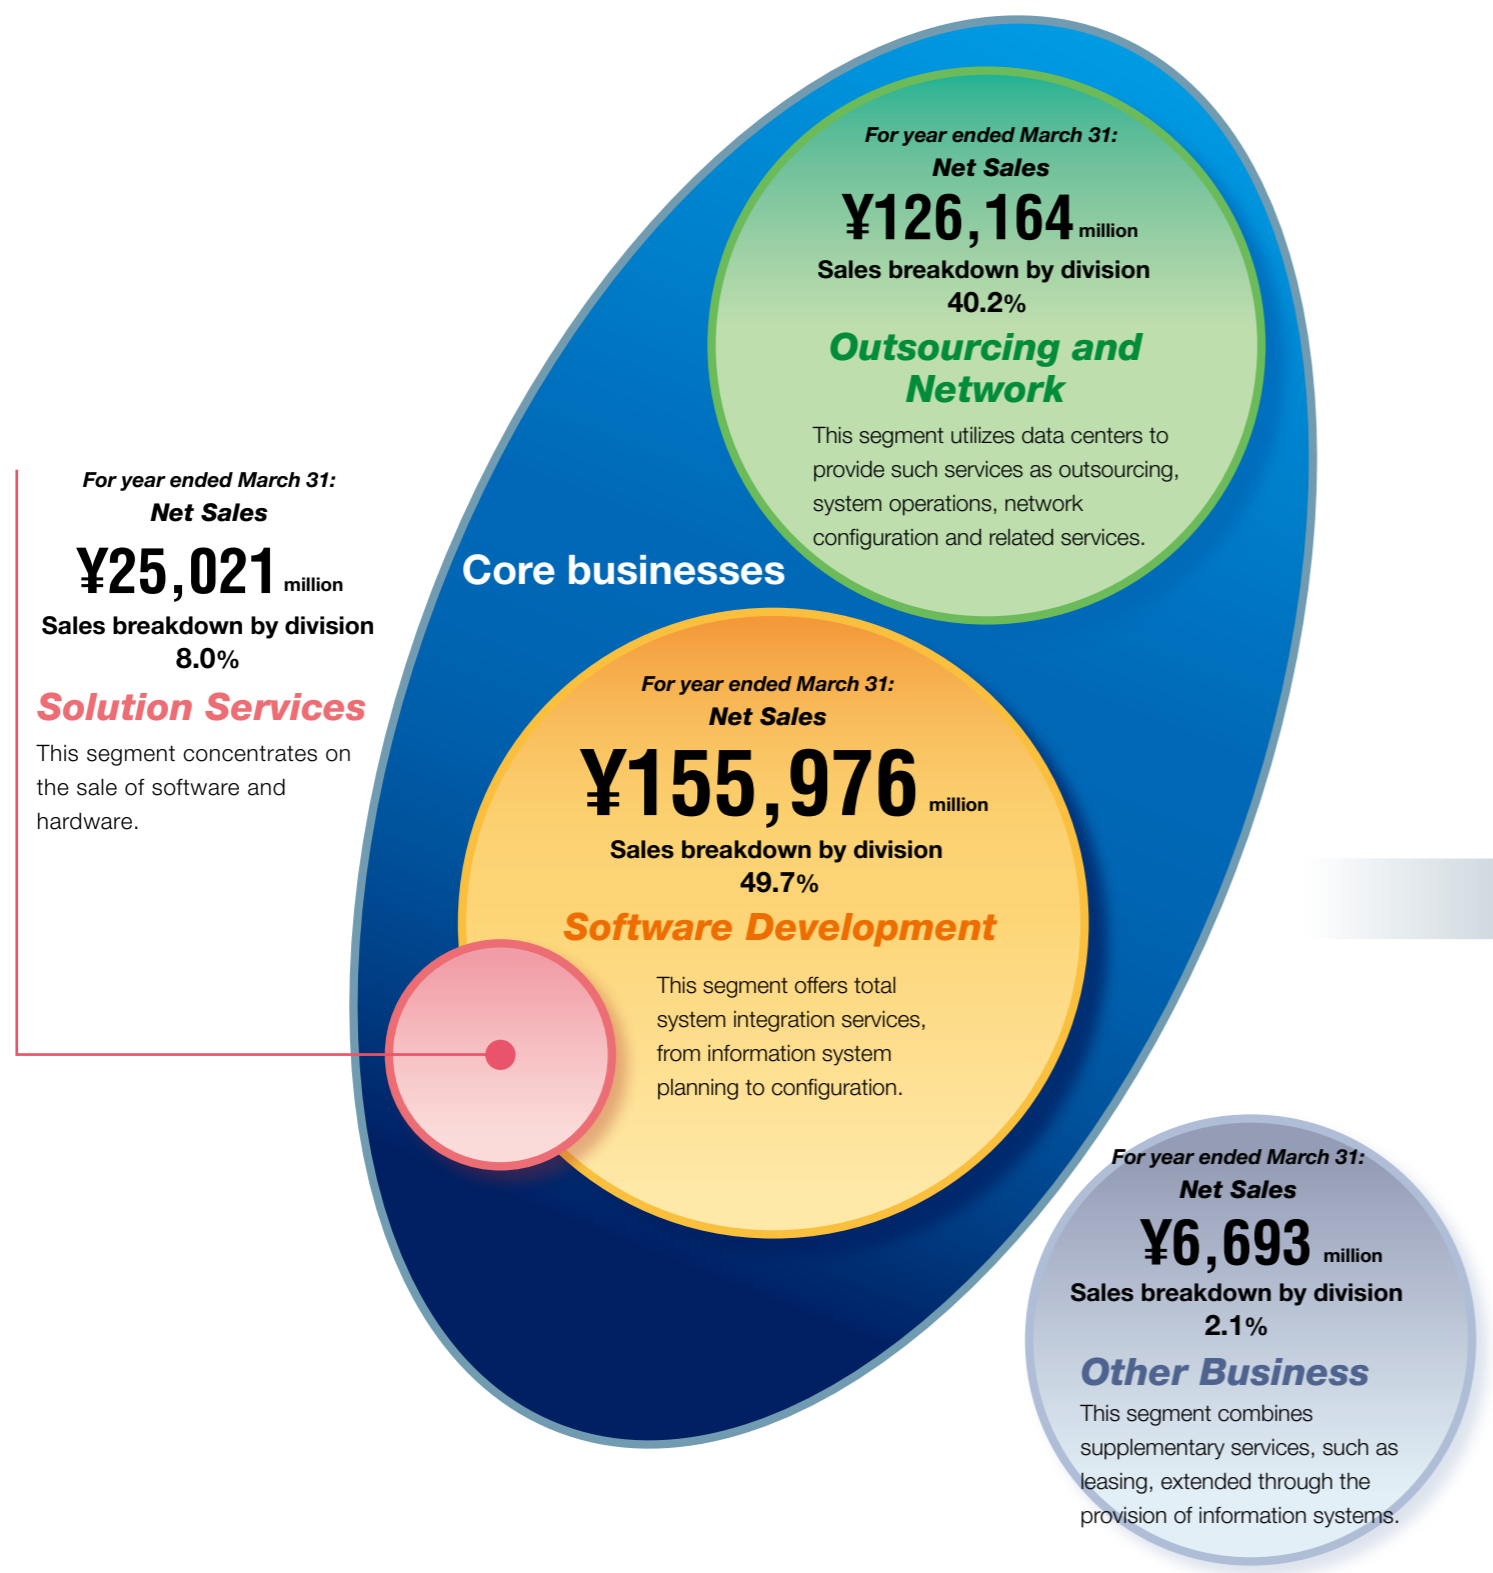 For year ended March 31:
Net Sales
¥126,164 million
Sales breakdown by division
40.2%
Outsourcing and
Network
This segment utilizes data centers to
provide such services as outsourcing,
system operations, network
configuration and related services.
For year ended March 31:
Net Sales
¥25,021 million
Sales breakdown by division
8.0%
Solution Services
This segment concentrates on
the sale of software and
hardware.
Core businesses
For year ended March 31:
Net Sales
¥155,976 million
Sales breakdown by division
49.7%
Software Development
This segment offers total
system integration services,
from information system
planning to configuration.
For year ended March 31:
Net Sales
¥6,693 million
Sales breakdown by division
2.1%
Other Business
This segment combines
supplementary services, such as
leasing, extended through the
provision of information systems.